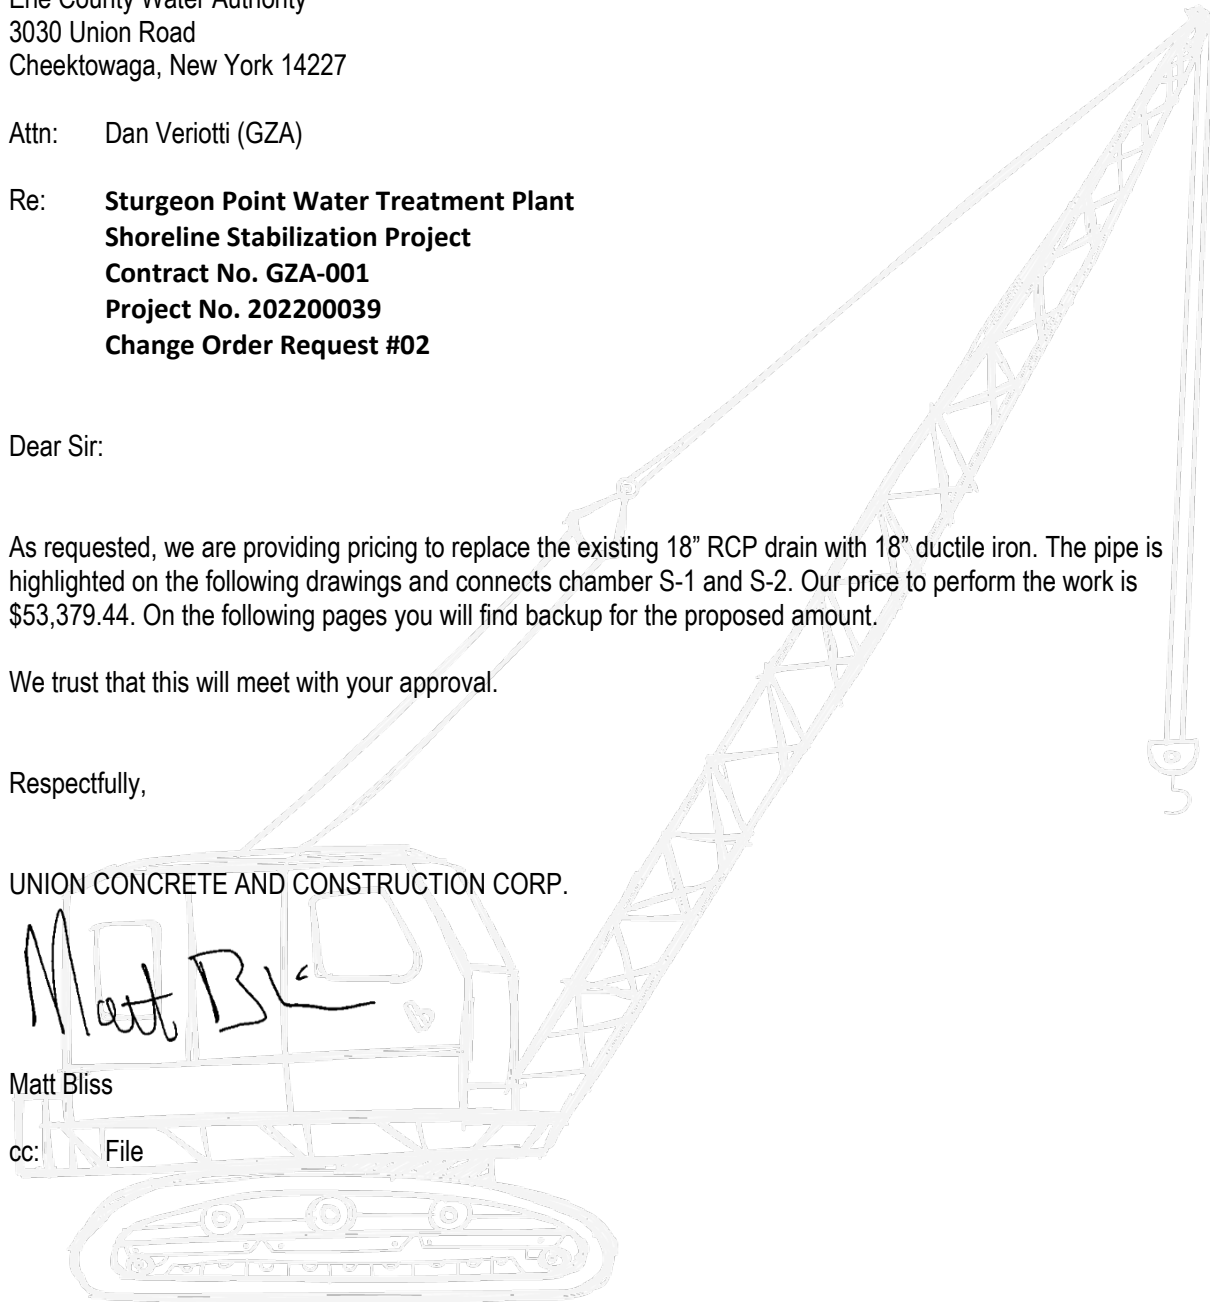 Erie County Water Authority
3030 Union Road
Cheektowaga, New York 14227
Attn: Dan Veriotti (GZA)
Re: Sturgeon Point Water Treatment Plant
Shoreline Stabilization Project
Contract No. GZA-001
Project No. 202200039
Change Order Request #02
Dear Sir:
As requested, we are providing pricing to replace the existing 18” RCP drain with 18” ductile iron. The pipe is
highlighted on the following drawings and connects chamber S-1 and S-2. Our price to perform the work is
$53,379.44. On the following pages you will find backup for the proposed amount.
We trust that this will meet with your approval.
Respectfully,
UNION CONCRETE AND CONSTRUCTION CORP.
Matt Bli
Matt Bliss
cc: File